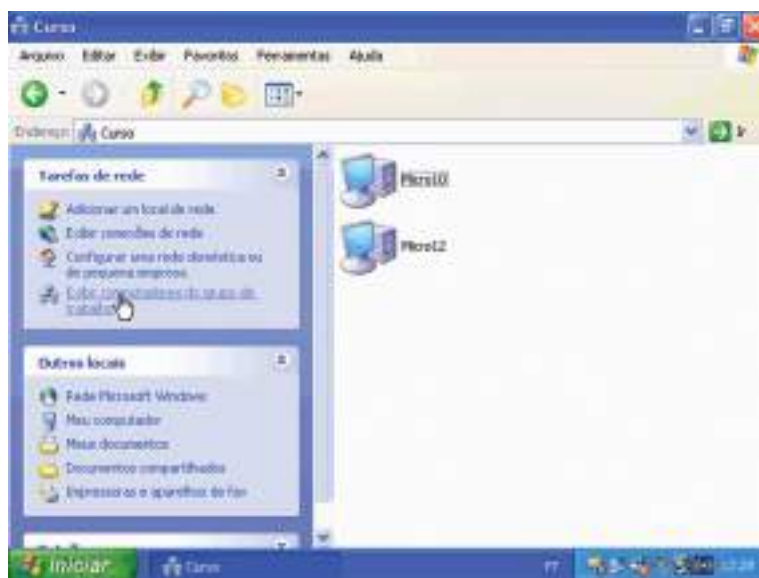 Curso
Arquivo Editar Exibir Favoritos Ferramentas Ajuda
Endereço Curso Ir
Tarefas de rede
Adicionar um local de rede
Exibir conexões de rede
Configurar uma rede doméstica ou
de pequena empresa
Exibir computadores do grupo de
trabalho
Micro10
Micro12
Outros locais
Rede Microsoft Windows
Meu computador
Meus documentos
Documentos compartilhados
Impressoras e aparelhos de fax
Iniciar Curso PT